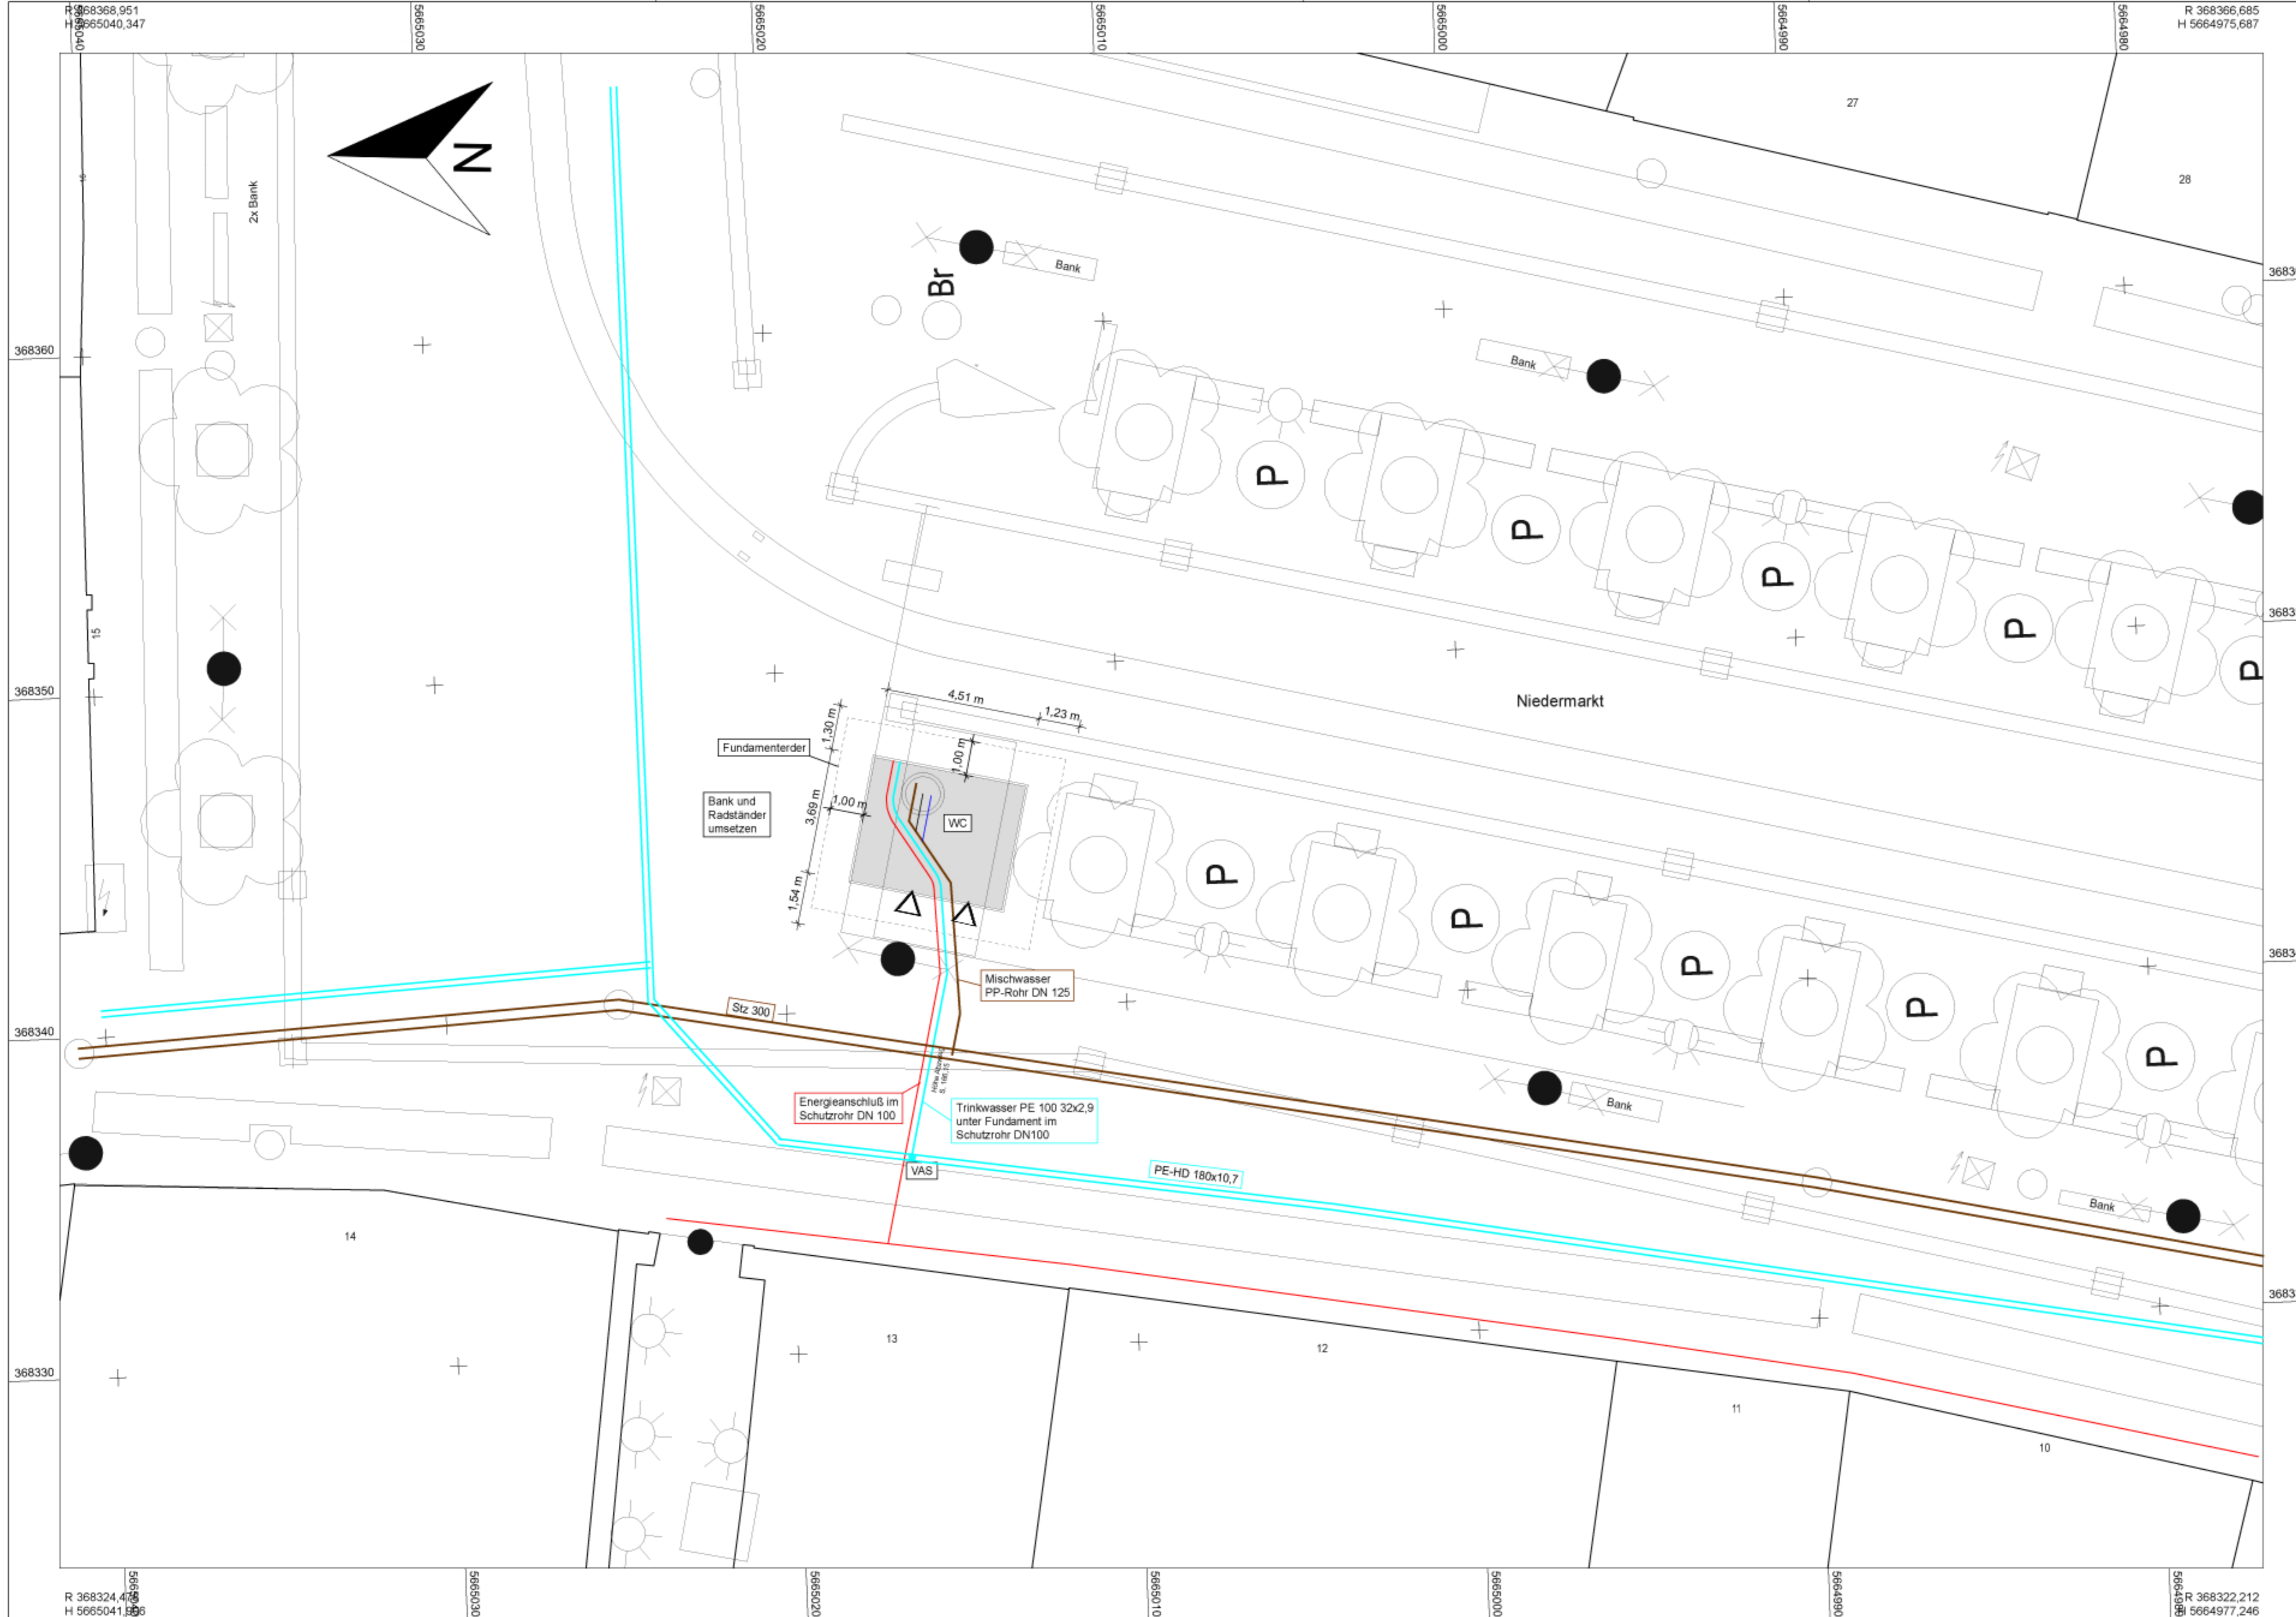 R 368368,951
H 5665040,347
5665040
5665030
5665020
5665010
5665000
5664990
5664980
R 368366,685
H 5664975,687
27
28
2x Bank
N
Br
Bank
Bank
368360
P
P
P
P
P
15
368350
Niedermarkt
4,51 m
1,23 m
1,30 m
1,00 m
Fundamenterder
3,69 m
1,00 m
Bank und
Radständer
umsetzen
WC
1,54 m
P
P
P
P
P
Mischwasser
PP-Rohr DN 125
Stz 300
368340
Energieanschluß im
Schutzrohr DN 100
Trinkwasser PE 100 32x2,9
unter Fundament im
Schutzrohr DN100
VAS
PE-HD 180x10,7
Bank
Bank
14
13
12
11
10
368330
5665030
5665020
5665010
5665000
5664990
R 368322,212
H 5664977,246